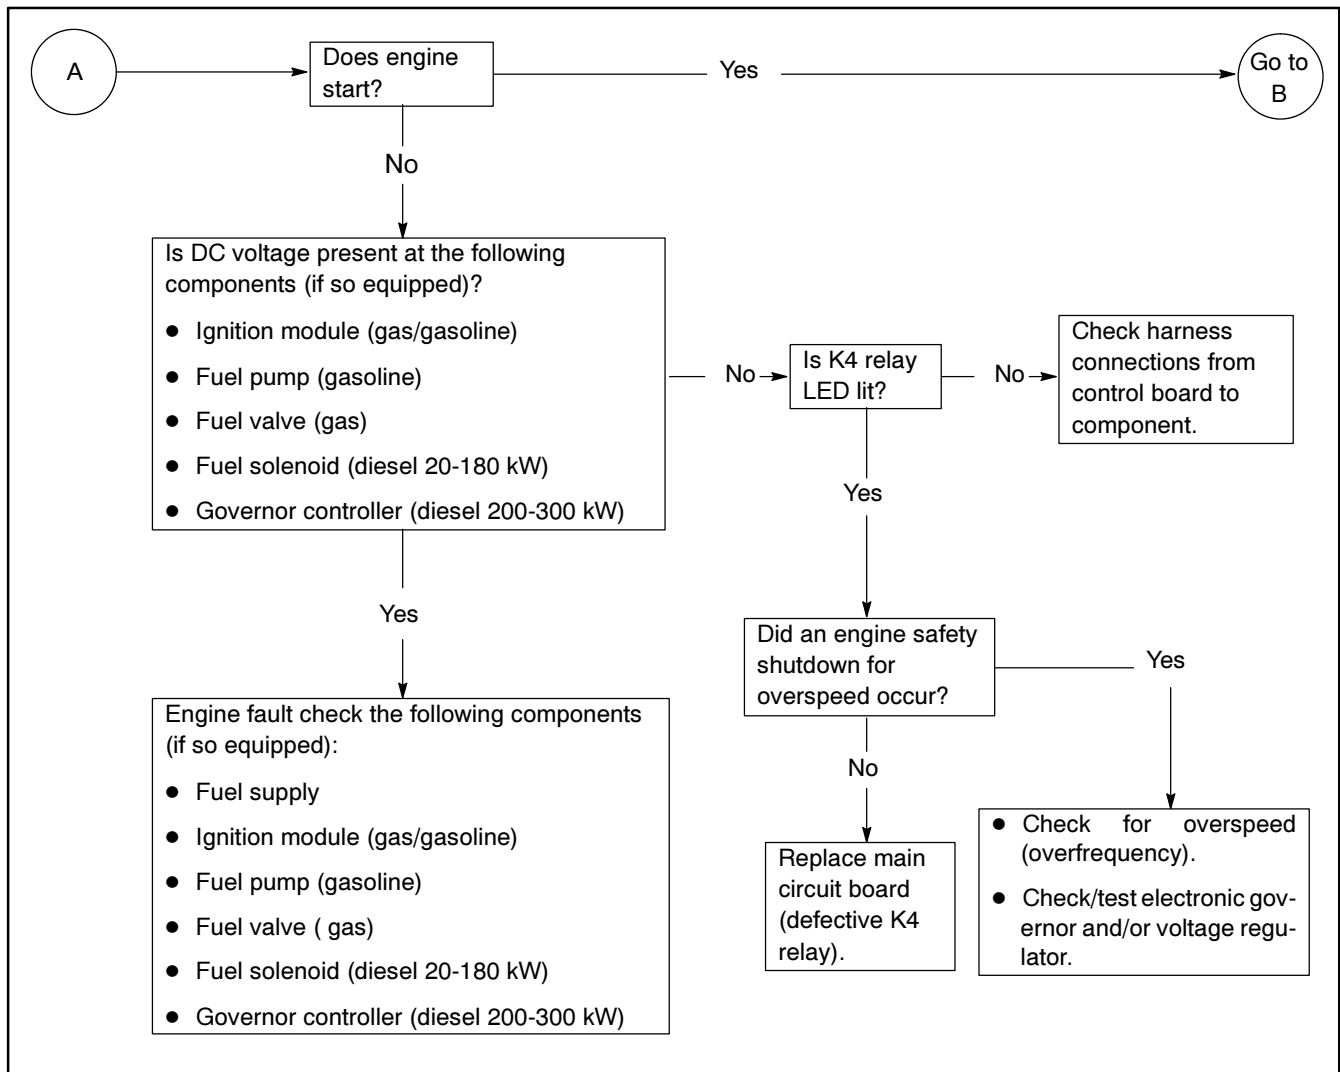 A
Does engine
start?
Yes
Go to
B
No
Is DC voltage present at the following
components (if so equipped)?
● Ignition module (gas/gasoline)
● Fuel pump (gasoline)
● Fuel valve (gas)
● Fuel solenoid (diesel 20-180 kW)
● Governor controller (diesel 200-300 kW)
No
Is K4 relay
LED lit?
No
Check harness
connections from
control board to
component.
Yes
Yes
Did an engine safety
shutdown for
overspeed occur?
Yes
No
Engine fault check the following components
(if so equipped):
● Fuel supply
● Ignition module (gas/gasoline)
● Fuel pump (gasoline)
● Fuel valve ( gas)
● Fuel solenoid (diesel 20-180 kW)
● Governor controller (diesel 200-300 kW)
Replace main
circuit board
(defective K4
relay).
● Check for overspeed
(overfrequency).
● Check/test electronic gov-
ernor and/or voltage regu-
lator.